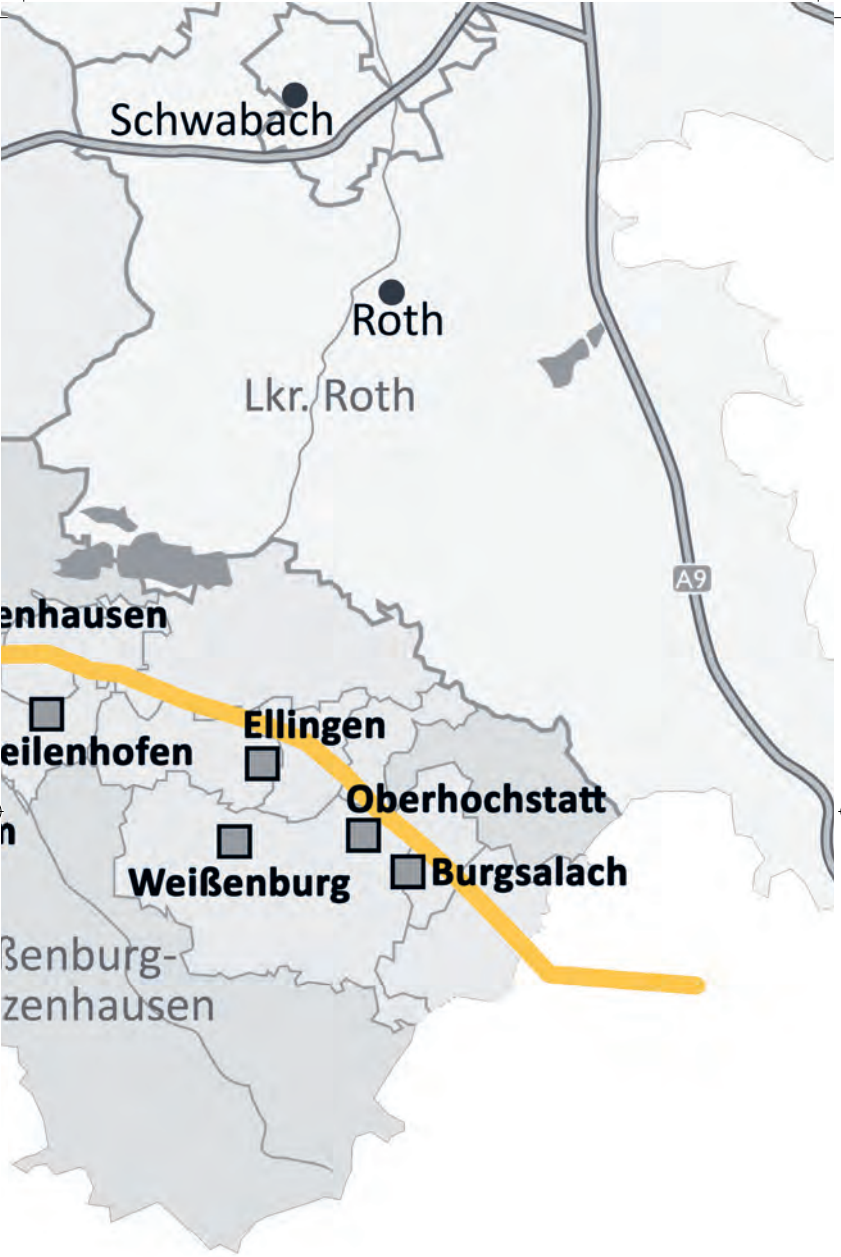 Schwabach
Roth
Lkr. Roth
A9
enhausen
Ellingen
eilenhofen
Oberhochstatt
m
Weißenburg
Burgsalach
ßenburg-
zenhausen